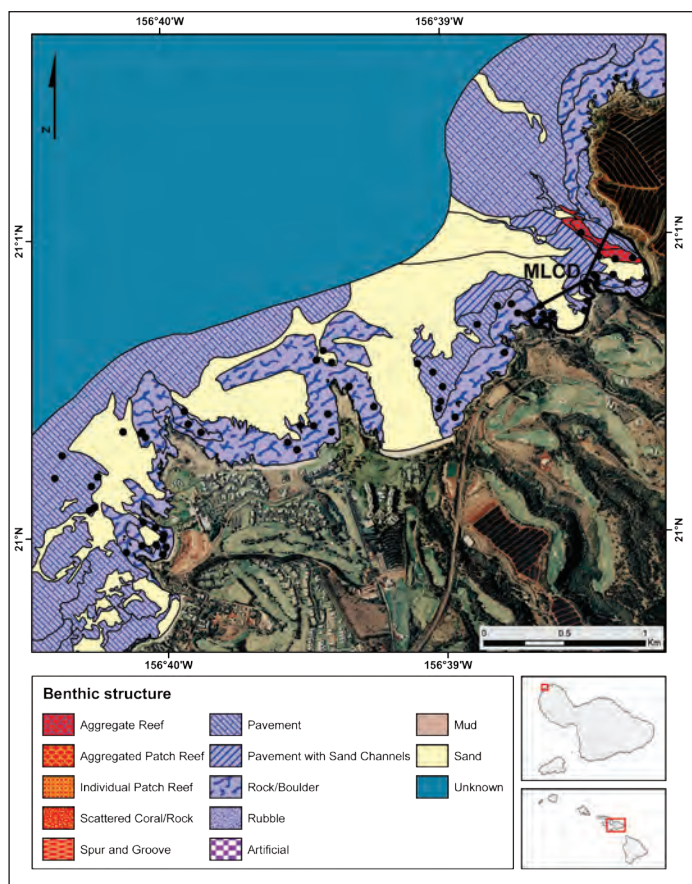 156°40'W 156°39'W
N
21°1'N 21°1'N
MLCD
21°N 21°N
0 0.5 1
Km
156°40'W 156°39'W
Benthic structure
Aggregate Reef Pavement Mud
Aggregated Patch Reef Pavement with Sand Channels Sand
Individual Patch Reef Rock/Boulder Unknown
Scattered Coral/Rock Rubble
Spur and Groove Artificial